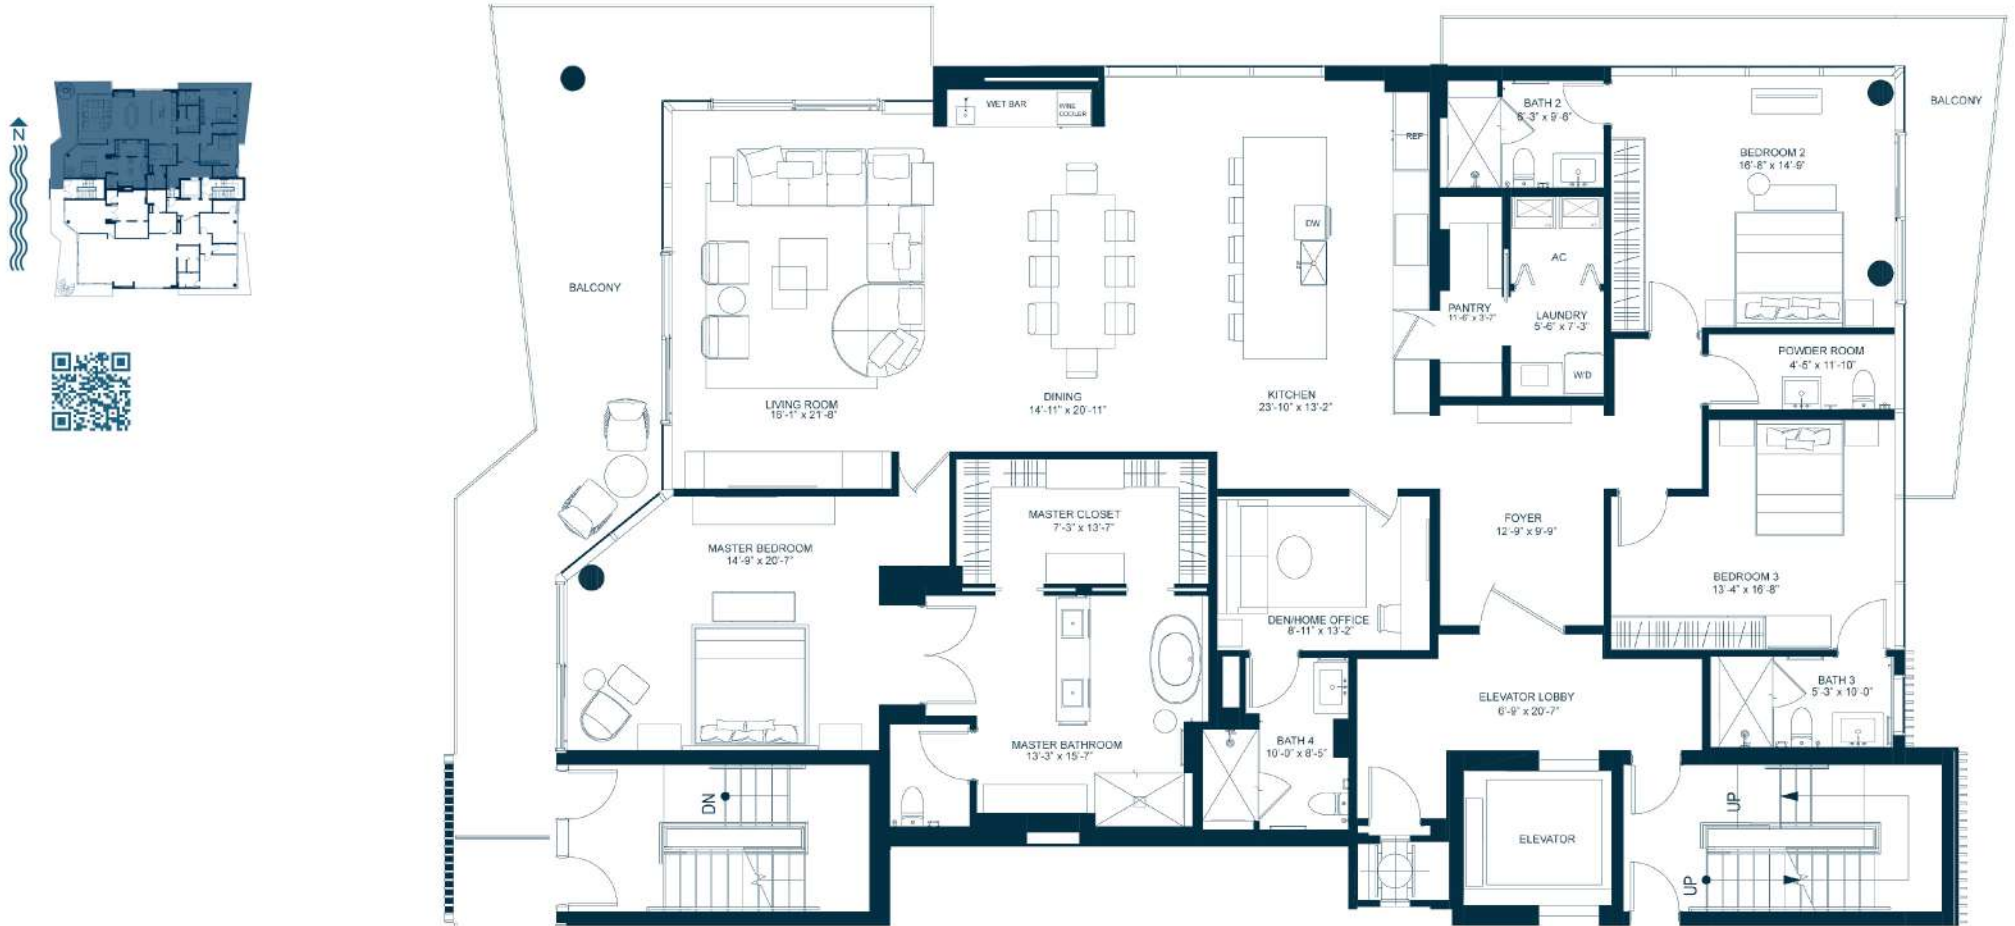 N
WET BAR
WINE
COOLER
REF
BATH 2
6'-3" x 9'-6"
BALCONY
BEDROOM 2
16'-8" x 14'-9"
DW
AC
BALCONY
PANTRY
11'-6" x 3'-7"
LAUNDRY
5'-6" x 7'-3"
W/D
POWDER ROOM
4'-5" x 11'-10"
LIVING ROOM
16'-1" x 21'-8"
DINING
14'-11" x 20'-11"
KITCHEN
23'-10" x 13'-2"
MASTER CLOSET
7'-3" x 13'-7"
FOYER
12'-9" x 9'-9"
MASTER BEDROOM
14'-9" x 20'-7"
BEDROOM 3
13'-4" x 16'-8"
DEN/HOME OFFICE
8'-11" x 13'-2"
ELEVATOR LOBBY
6'-9" x 20'-7"
BATH 3
5'-3" x 10'-0"
MASTER BATHROOM
13'-3" x 15'-7"
BATH 4
10'-0" x 8'-5"
DN
UP
ELEVATOR
UP